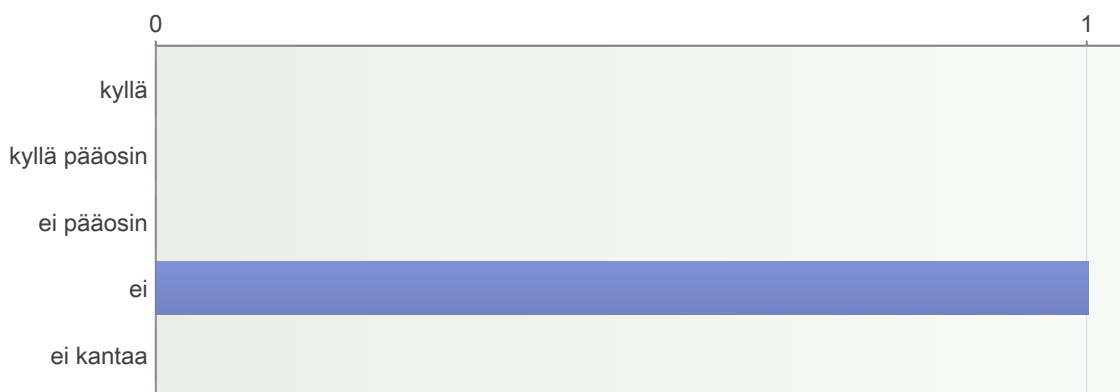 0 1
kyllä
kyllä pääosin
ei pääosin
ei
ei kantaa